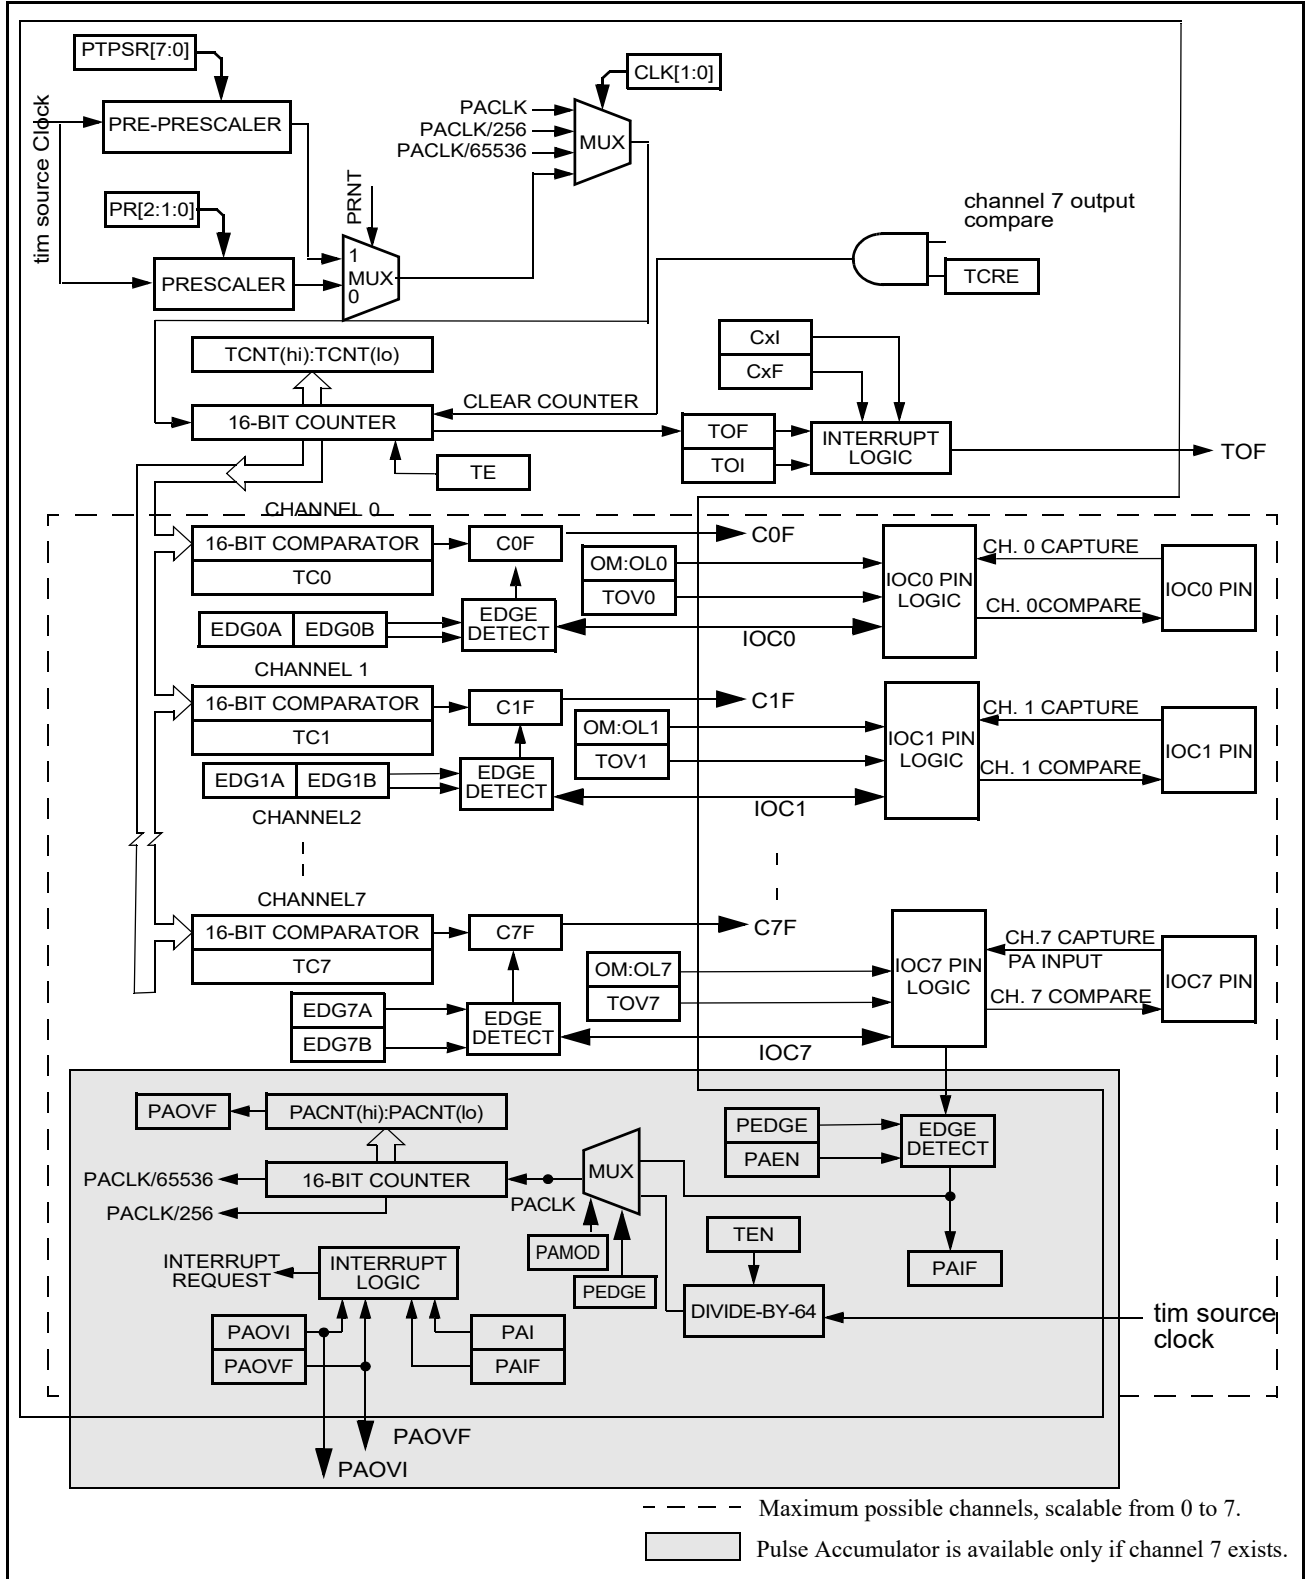 PTPSR[7:0]
CLK[1:0]
tim source Clock
PRE-PRESCALER
PACLK
PACLK/256
PACLK/65536
MUX
PR[2:1:0]
PRNT
channel 7 output
compare
1
MUX
0
PRESCALER
TCRE
TCNT(hi):TCNT(lo)
CxI
CxF
CLEAR COUNTER
16-BIT COUNTER
TOF
TOI
INTERRUPT
LOGIC
TOF
TE
CHANNEL 0
16-BIT COMPARATOR
TC0
C0F
C0F
OM:OL0
TOV0
IOC0 PIN
LOGIC
CH. 0 CAPTURE
CH. 0COMPARE
IOC0 PIN
EDG0A
EDG0B
EDGE
DETECT
IOC0
CHANNEL 1
16-BIT COMPARATOR
TC1
C1F
C1F
OM:OL1
TOV1
IOC1 PIN
LOGIC
CH. 1 CAPTURE
CH. 1 COMPARE
IOC1 PIN
EDG1A
EDG1B
EDGE
DETECT
IOC1
CHANNEL2
CHANNEL7
16-BIT COMPARATOR
TC7
C7F
C7F
OM:OL7
TOV7
IOC7 PIN
LOGIC
CH.7 CAPTURE
PA INPUT
CH. 7 COMPARE
IOC7 PIN
EDG7A
EDG7B
EDGE
DETECT
IOC7
PAOVF
PACNT(hi):PACNT(lo)
PEDGE
PAEN
EDGE
DETECT
MUX
PACLK/65536
16-BIT COUNTER
PACLK
PACLK/256
PAMOD
TEN
INTERRUPT
REQUEST
INTERRUPT
LOGIC
PEDGE
PAIF
DIVIDE-BY-64
tim source
clock
PAOVI
PAOVF
PAI
PAIF
PAOVF
PAOVI
Maximum possible channels, scalable from 0 to 7.
Pulse Accumulator is available only if channel 7 exists.